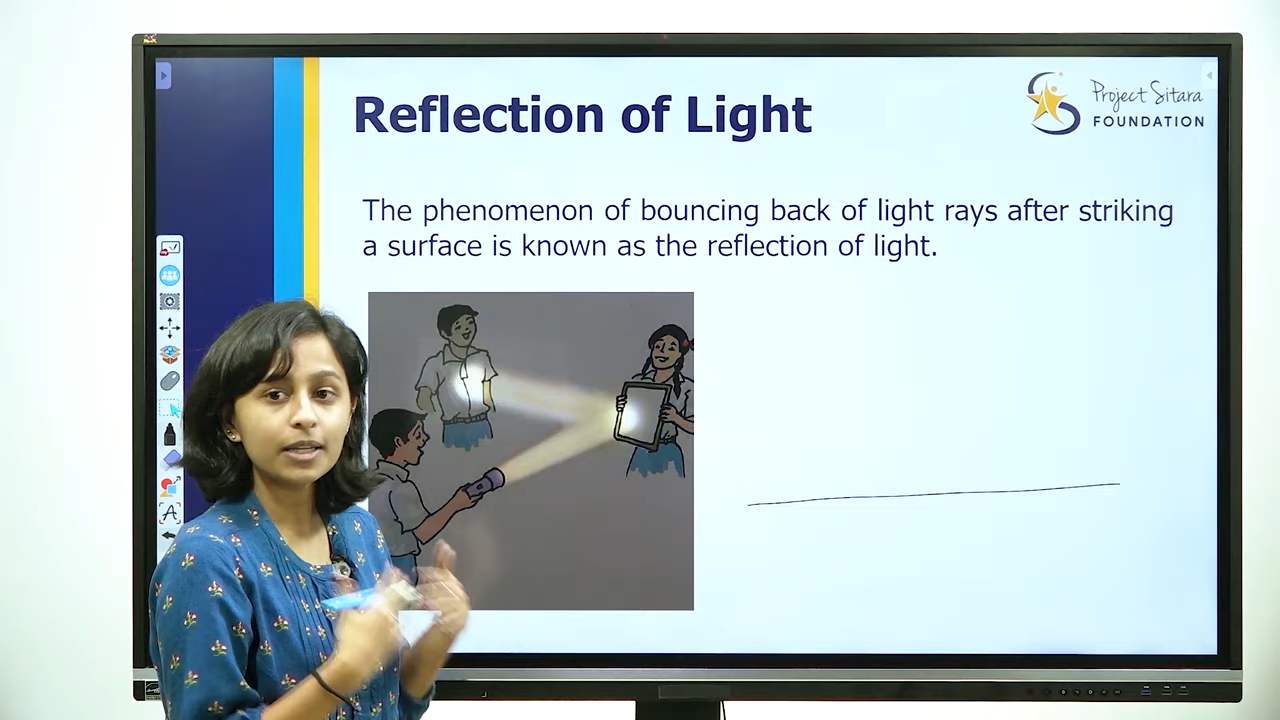 Reflection of Light
Project Sitara
FOUNDATION
The phenomenon of bouncing back of light rays after striking
a surface is known as the reflection of light.